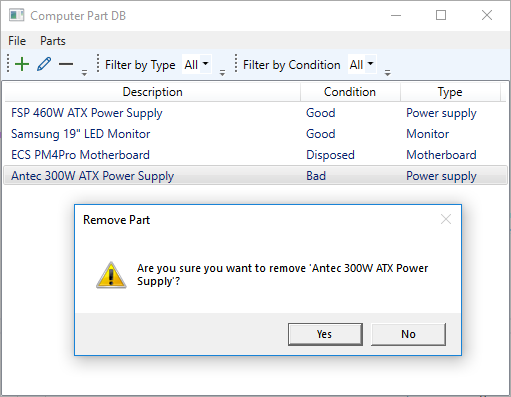 Computer Part DB
File Parts
Filter by Type All Filter by Condition All
Description Condition Type
FSP 460W ATX Power Supply Good Power supply
Samsung 19" LED Monitor Good Monitor
ECS PM4Pro Motherboard Disposed Motherboard
Antec 300W ATX Power Supply Bad Power supply
Remove Part
Are you sure you want to remove 'Antec 300W ATX Power
Supply'?
Yes No